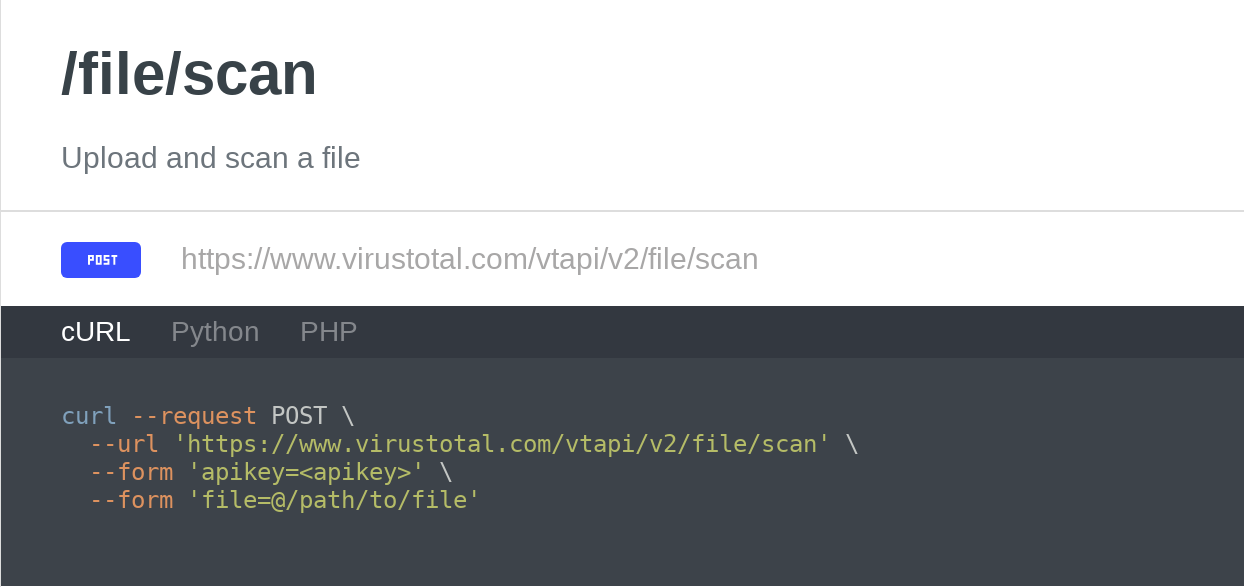 /file/scan
Upload and scan a file
POST https://www.virustotal.com/vtapi/v2/file/scan
cURL Python PHP
curl --request POST \
  --url 'https://www.virustotal.com/vtapi/v2/file/scan' \
  --form 'apikey=<apikey>' \
  --form 'file=@/path/to/file'